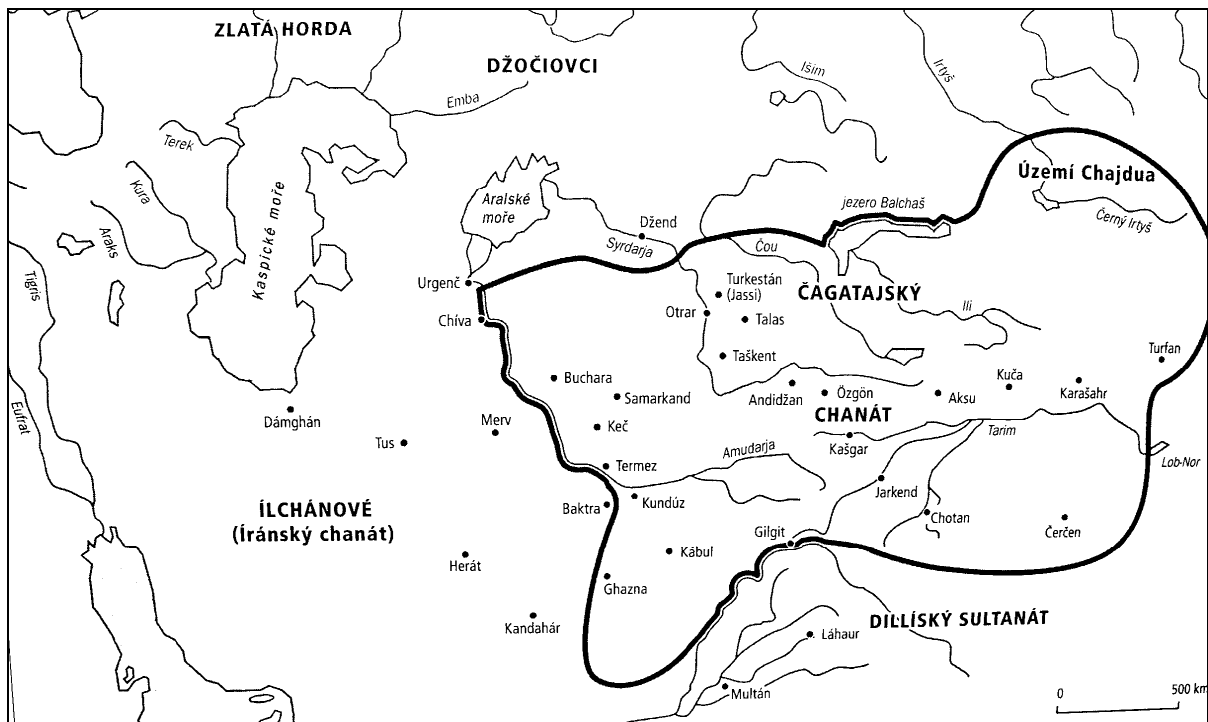 ZLATÁ HORDA
DŽOČIOVCI
Emba
Išim
Irtyš
Terek
Kura
Araks
Kaspické moře
Aralské
moře
Džend
Syrdarja
jezero Balchaš
Území Chajdua
Černý Irtyš
Čou
Urgenč
Turkestán
(Jassi)
ČAGATAJSKÝ
Chíva
Otrar
Talas
Ili
Tigris
Taškent
Turfan
Buchara
Samarkand
Andidžan
Özgön
Aksu
Kuča
Karašahr
Eufrat
Dámghán
Tus
Merv
Keč
CHANÁT
Kašgar
Tarim
Lob-Nor
Termez
Amudarja
Baktra
Kundúz
Jarkend
Chotan
Čerčen
ÍLCHÁNOVÉ
(Íránský chanát)
Gilgit
Herát
Kábul
Ghazna
Kandahár
DILLÍSKÝ SULTANÁT
Láhaur
Multán
0 500 km